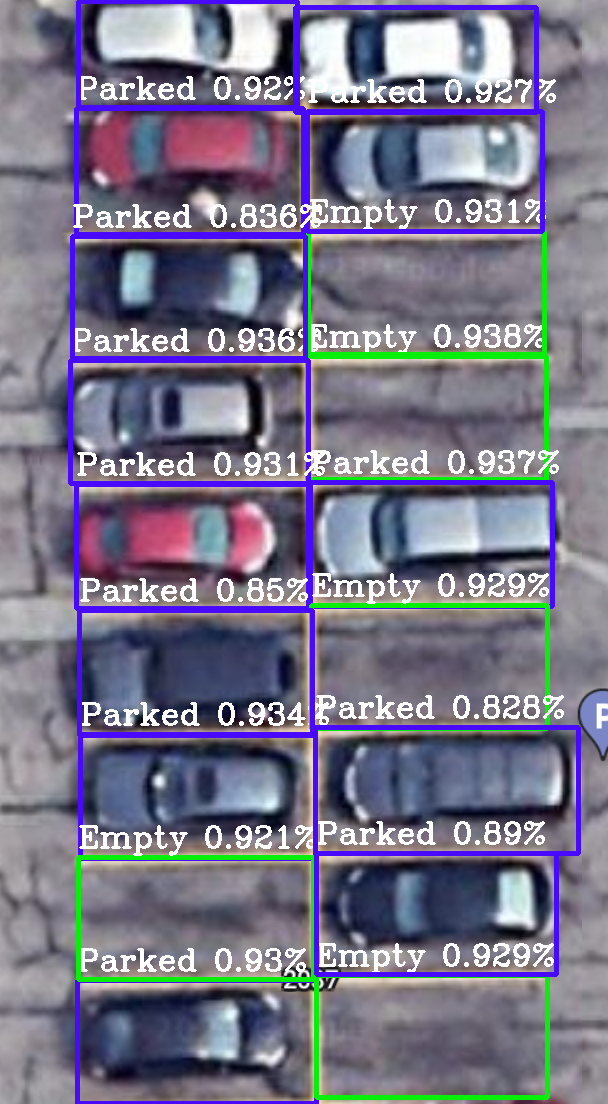 Parked 0.92%
Parked 0.927%
Parked 0.836%
Empty 0.931%
Parked 0.936%
Empty 0.938%
Parked 0.931%
Parked 0.937%
Parked 0.85%
Empty 0.929%
Parked 0.934%
Parked 0.828%
P
Empty 0.921%
Parked 0.89%
Parked 0.93%
Empty 0.929%